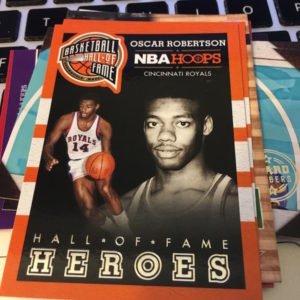 BASKETBALL
HALL·OF·FAME
OSCAR ROBERTSON
NBA HOOPS
CINCINNATI ROYALS
ROYALS
14
HALL·OF·FAME
HEROES